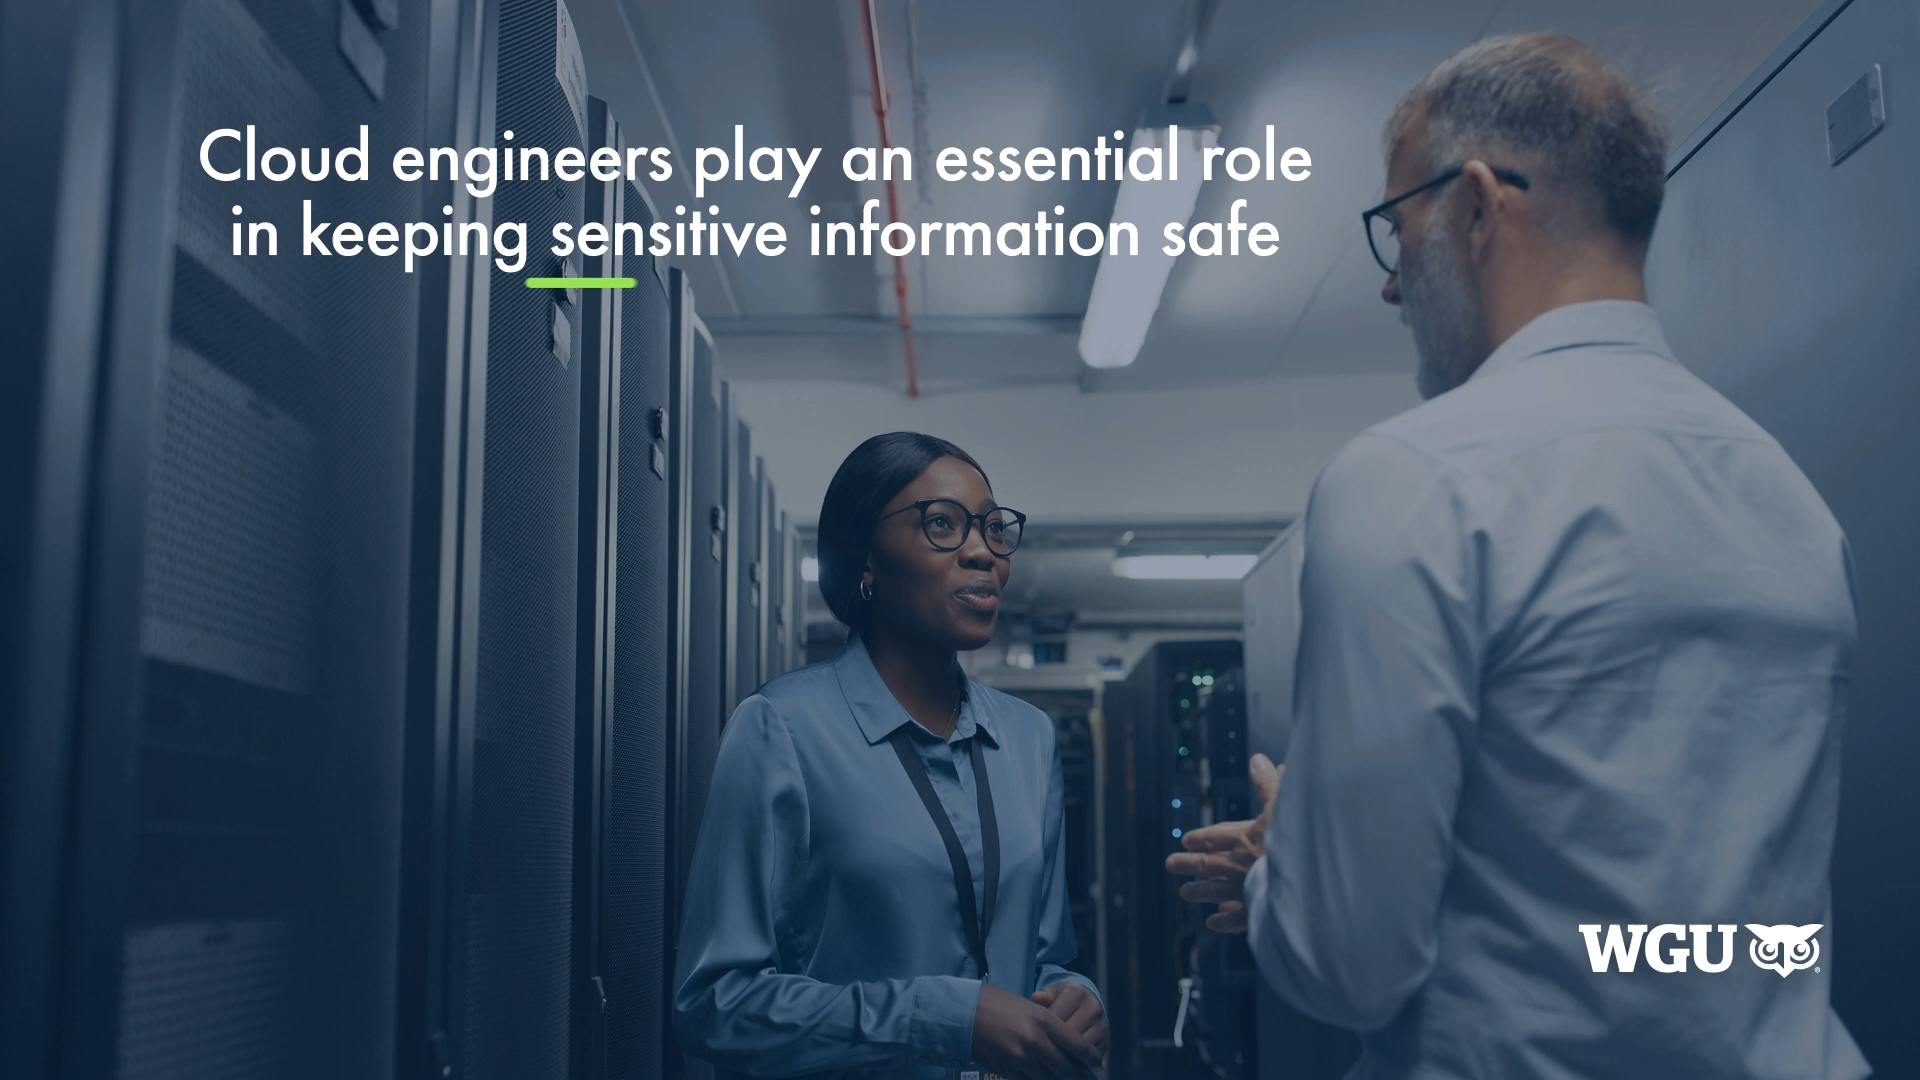 Cloud engineers play an essential role
in keeping sensitive information safe
WGU